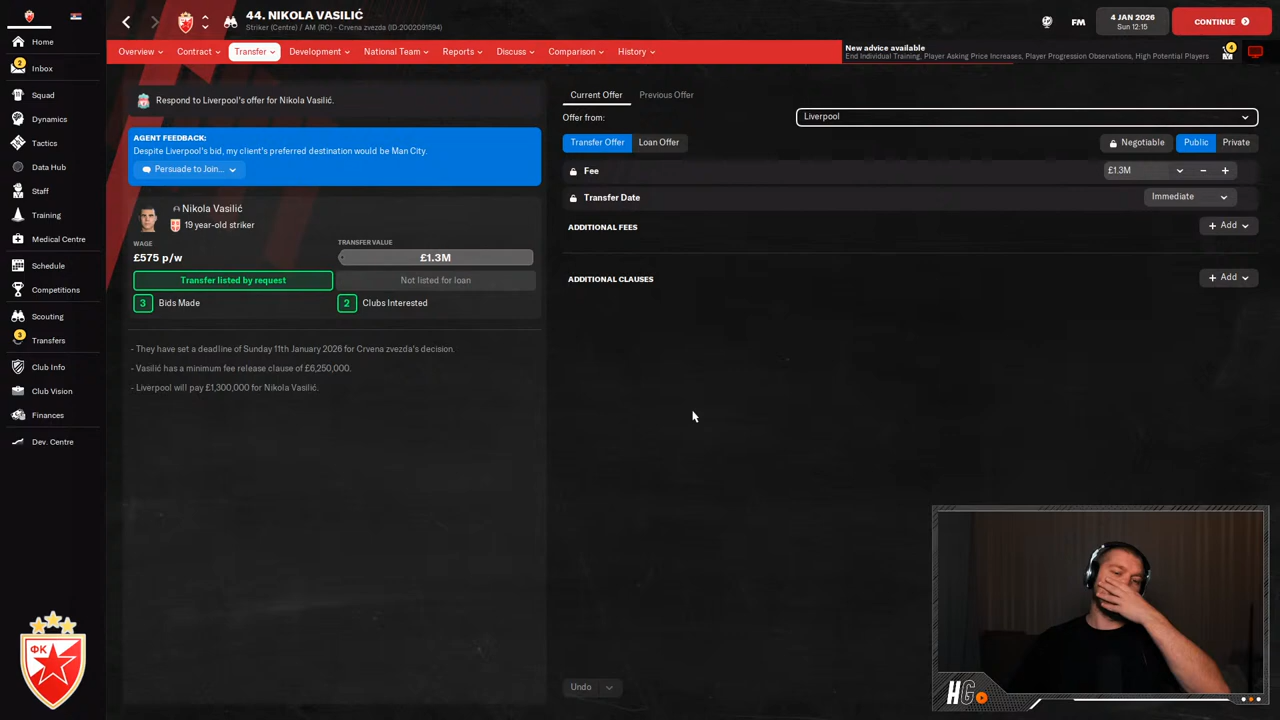 44. NIKOLA VASILIĆ
Striker (Centre) / AM (RC) - Crvena zvezda (ID:2002091594)
FM
4 JAN 2026
Sun 12:15
CONTINUE
Overview
Contract
Transfer
Development
National Team
Reports
Discuss
Comparison
History
New advice available
End Individual Training, Player Asking Price Increases, Player Progression Observations, High Potential Players
4
Home
2
Inbox
Squad
Dynamics
Tactics
Data Hub
Staff
Training
Medical Centre
Schedule
Competitions
Scouting
3
Transfers
Club Info
Club Vision
Finances
Dev. Centre
ФК
Respond to Liverpool's offer for Nikola Vasilić.
AGENT FEEDBACK:
Despite Liverpool's bid, my client's preferred destination would be Man City.
Persuade to Join...
Nikola Vasilić
19 year-old striker
WAGE
£575 p/w
TRANSFER VALUE
£1.3M
Transfer listed by request
Not listed for loan
3 Bids Made
2 Clubs Interested
- They have set a deadline of Sunday 11th January 2026 for Crvena zvezda's decision.
- Vasilić has a minimum fee release clause of £6,250,000.
- Liverpool will pay £1,300,000 for Nikola Vasilić.
Current Offer
Previous Offer
Offer from:
Liverpool
Transfer Offer
Loan Offer
Negotiable
Public
Private
Fee
£1.3M
Transfer Date
Immediate
ADDITIONAL FEES
Add
ADDITIONAL CLAUSES
Add
Undo
HG